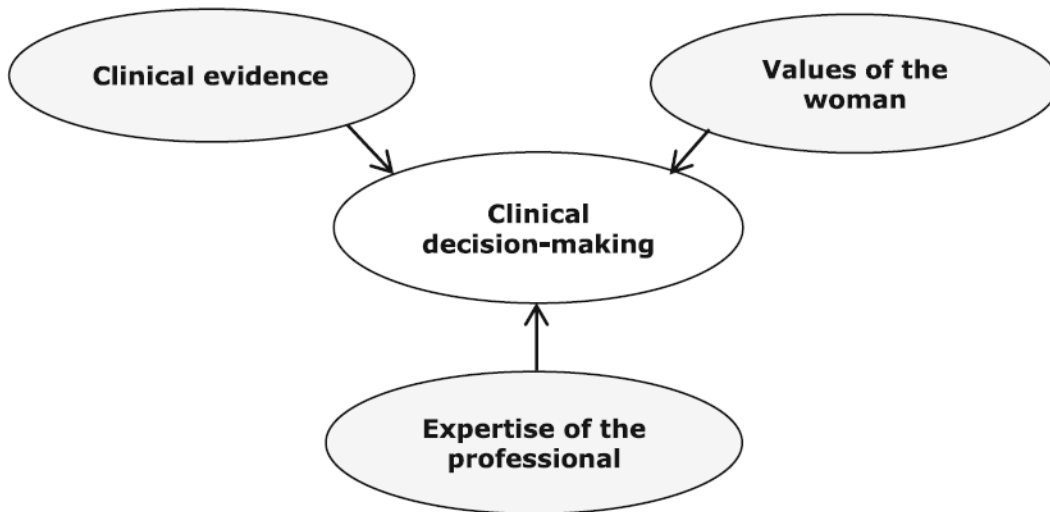 Clinical evidence
Values of the
woman
Clinical
decision-making
Expertise of the
professional